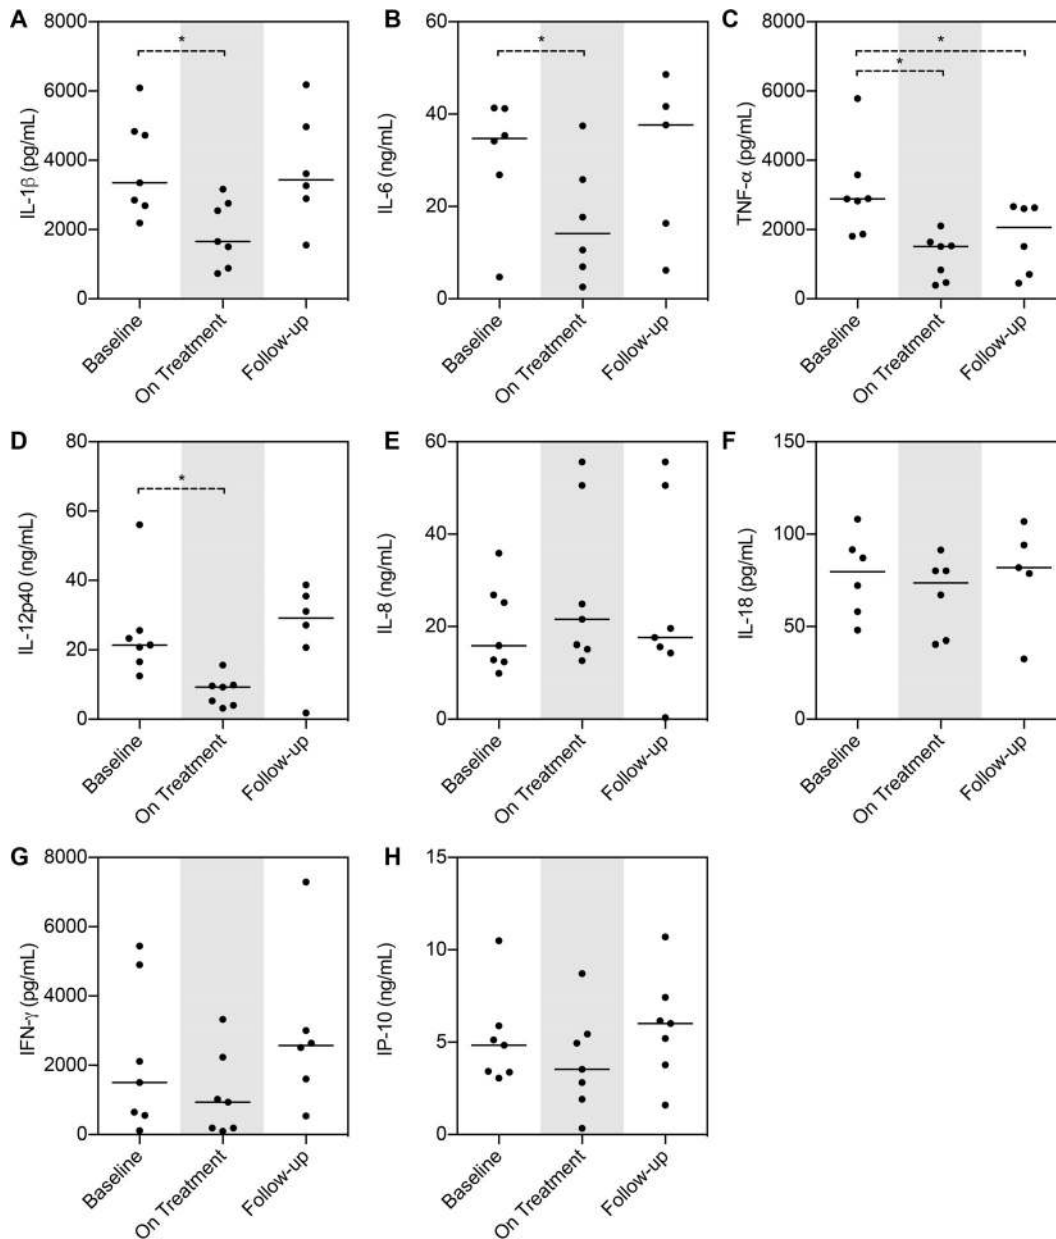 A
IL-1β (pg/mL)
8000
6000
4000
2000
0
*
Baseline
On Treatment
Follow-up
B
IL-6 (ng/mL)
60
40
20
0
*
Baseline
On Treatment
Follow-up
C
TNF-α (pg/mL)
8000
6000
4000
2000
0
*
*
Baseline
On Treatment
Follow-up
D
IL-12p40 (ng/mL)
80
60
40
20
0
*
Baseline
On Treatment
Follow-up
E
IL-8 (ng/mL)
60
40
20
0
Baseline
On Treatment
Follow-up
F
IL-18 (pg/mL)
150
100
50
0
Baseline
On Treatment
Follow-up
G
IFN-γ (pg/mL)
8000
6000
4000
2000
0
Baseline
On Treatment
Follow-up
H
IP-10 (ng/mL)
15
10
5
0
Baseline
On Treatment
Follow-up